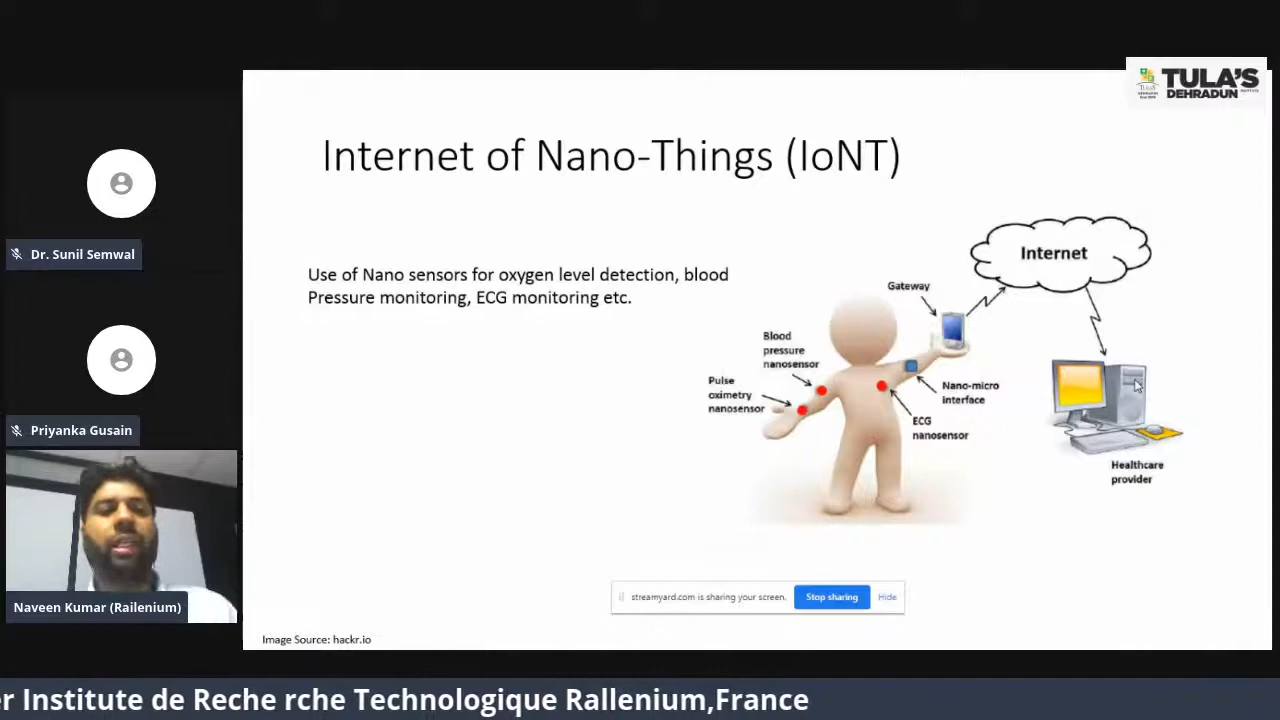 TULA'S
DEHRADUN
Internet of Nano-Things (IoNT)
Use of Nano sensors for oxygen level detection, blood
Pressure monitoring, ECG monitoring etc.
Internet
Gateway
Blood
pressure
nanosensor
Pulse
oximetry
nanosensor
Nano-micro
interface
ECG
nanosensor
Healthcare
provider
Dr. Sunil Semwal
Priyanka Gusain
Naveen Kumar (Railenium)
streamyard.com is sharing your screen.
Stop sharing
Hide
Image Source: hackr.io
er Institute de Reche rche Technologique Rallenium,France